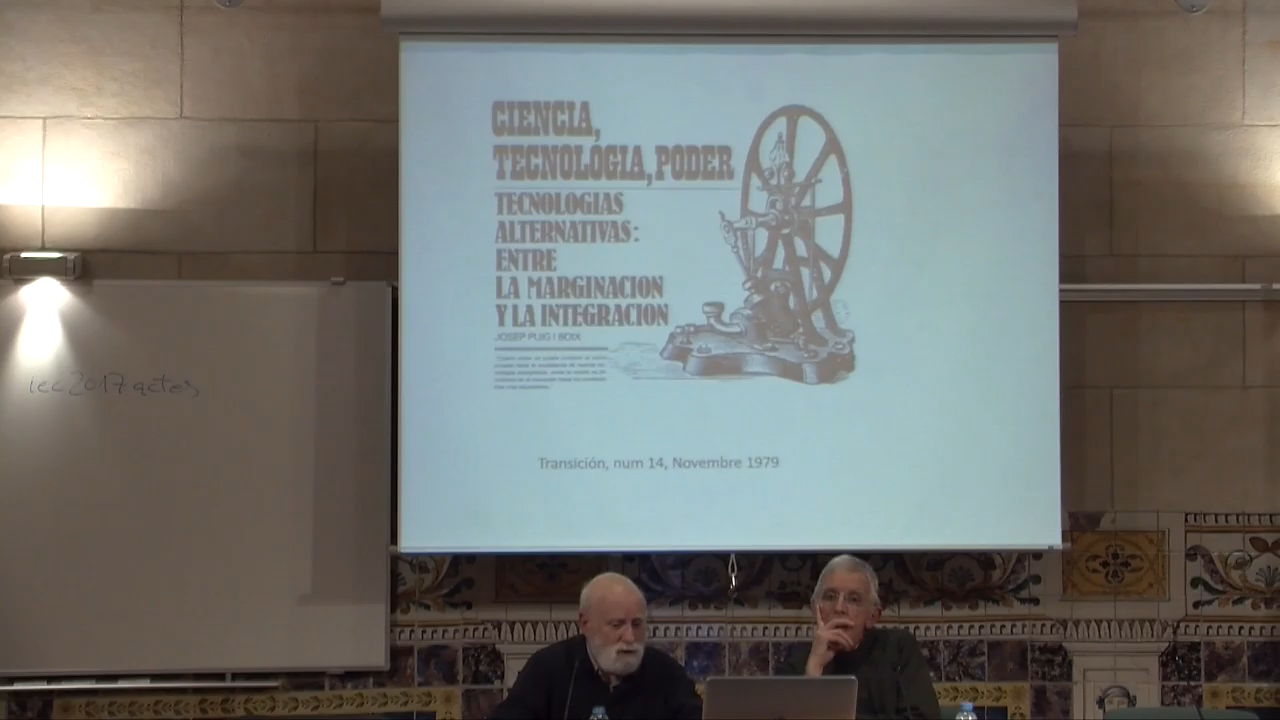 CIENCIA,
TECNOLOGIA, PODER
TECNOLOGIAS
ALTERNATIVAS:
ENTRE
LA MARGINACION
Y LA INTEGRACION
JOSEP PUIG I BOIX
Transición, num 14, Novembre 1979
iec2017actes